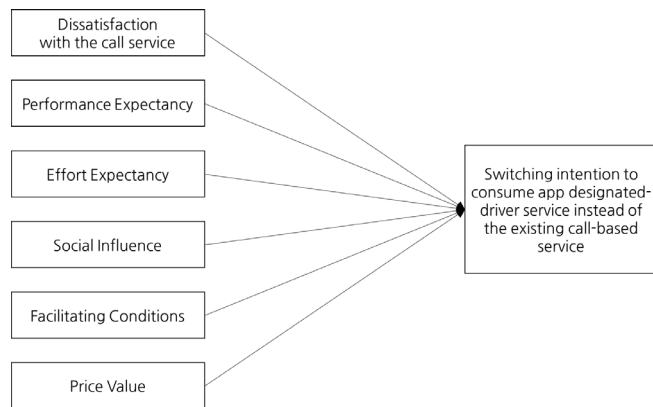 Dissatisfaction
with the call service
Performance Expectancy
Effort Expectancy
Social Influence
Facilitating Conditions
Price Value
Switching intention to
consume app designated-
driver service instead of
the existing call-based
service